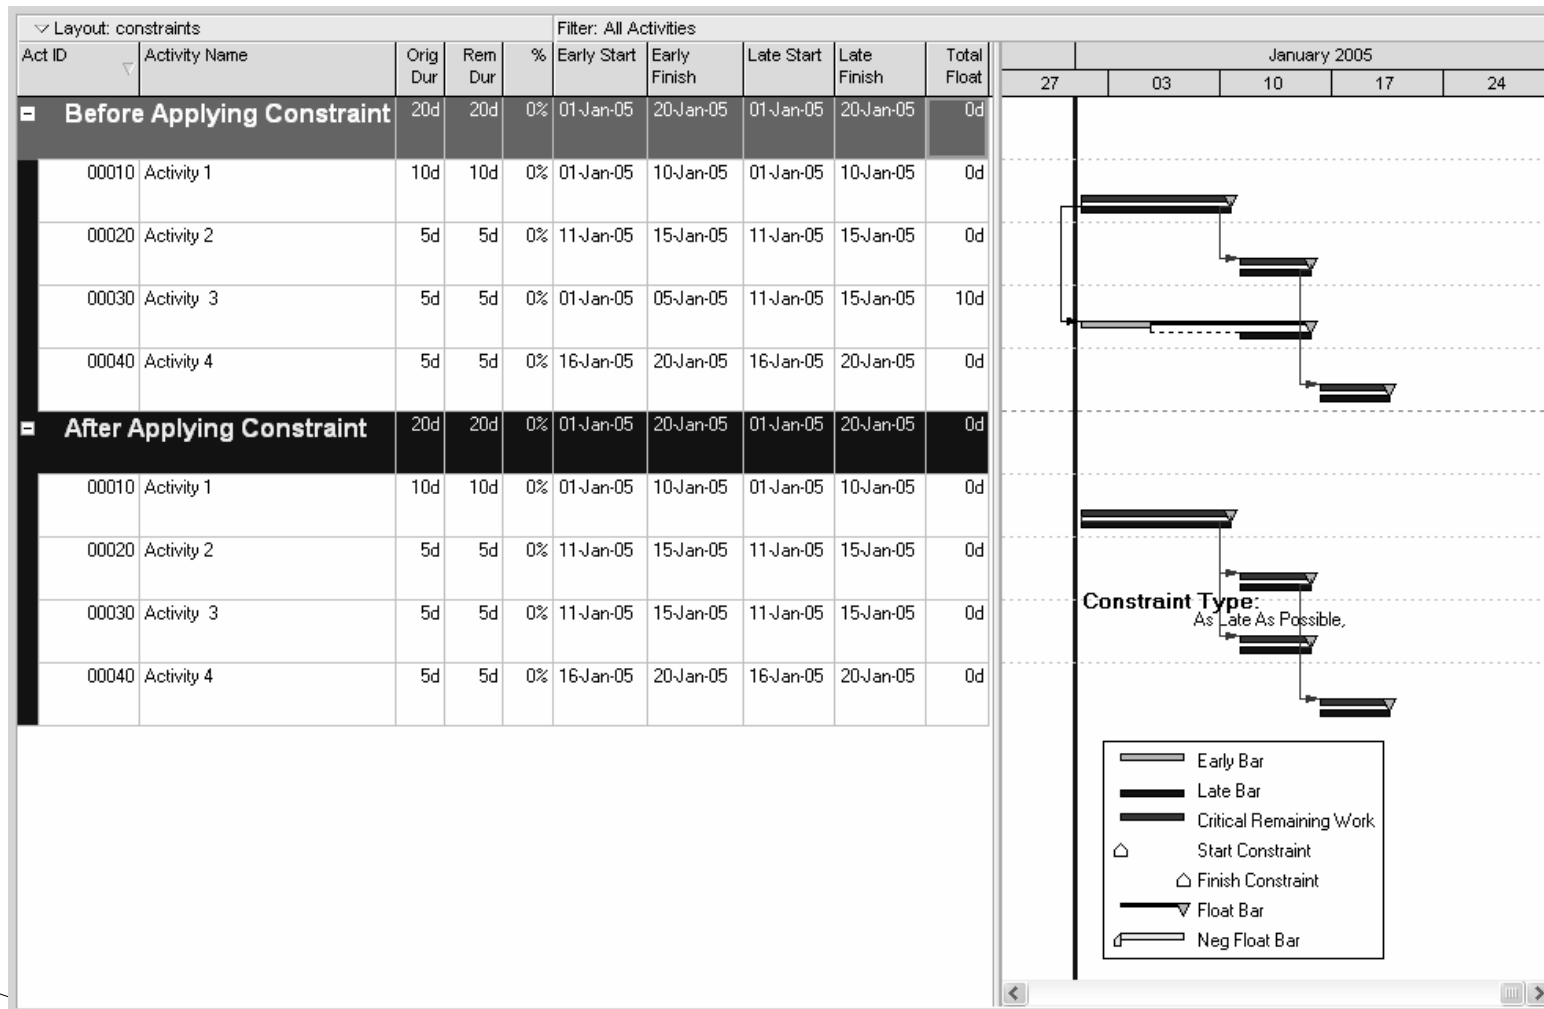 Layout: constraints Filter: All Activities
Act ID Activity Name Orig Dur Rem Dur % Early Start Early Finish Late Start Late Finish Total Float January 2005
27 03 10 17 24
Before Applying Constraint 20d 20d 0% 01-Jan-05 20-Jan-05 01-Jan-05 20-Jan-05 0d
00010 Activity 1 10d 10d 0% 01-Jan-05 10-Jan-05 01-Jan-05 10-Jan-05 0d
00020 Activity 2 5d 5d 0% 11-Jan-05 15-Jan-05 11-Jan-05 15-Jan-05 0d
00030 Activity 3 5d 5d 0% 01-Jan-05 05-Jan-05 11-Jan-05 15-Jan-05 10d
00040 Activity 4 5d 5d 0% 16-Jan-05 20-Jan-05 16-Jan-05 20-Jan-05 0d
After Applying Constraint 20d 20d 0% 01-Jan-05 20-Jan-05 01-Jan-05 20-Jan-05 0d
00010 Activity 1 10d 10d 0% 01-Jan-05 10-Jan-05 01-Jan-05 10-Jan-05 0d
00020 Activity 2 5d 5d 0% 11-Jan-05 15-Jan-05 11-Jan-05 15-Jan-05 0d
00030 Activity 3 5d 5d 0% 11-Jan-05 15-Jan-05 11-Jan-05 15-Jan-05 0d
00040 Activity 4 5d 5d 0% 16-Jan-05 20-Jan-05 16-Jan-05 20-Jan-05 0d
Constraint Type:
As Late As Possible,
Early Bar
Late Bar
Critical Remaining Work
Start Constraint
Finish Constraint
Float Bar
Neg Float Bar